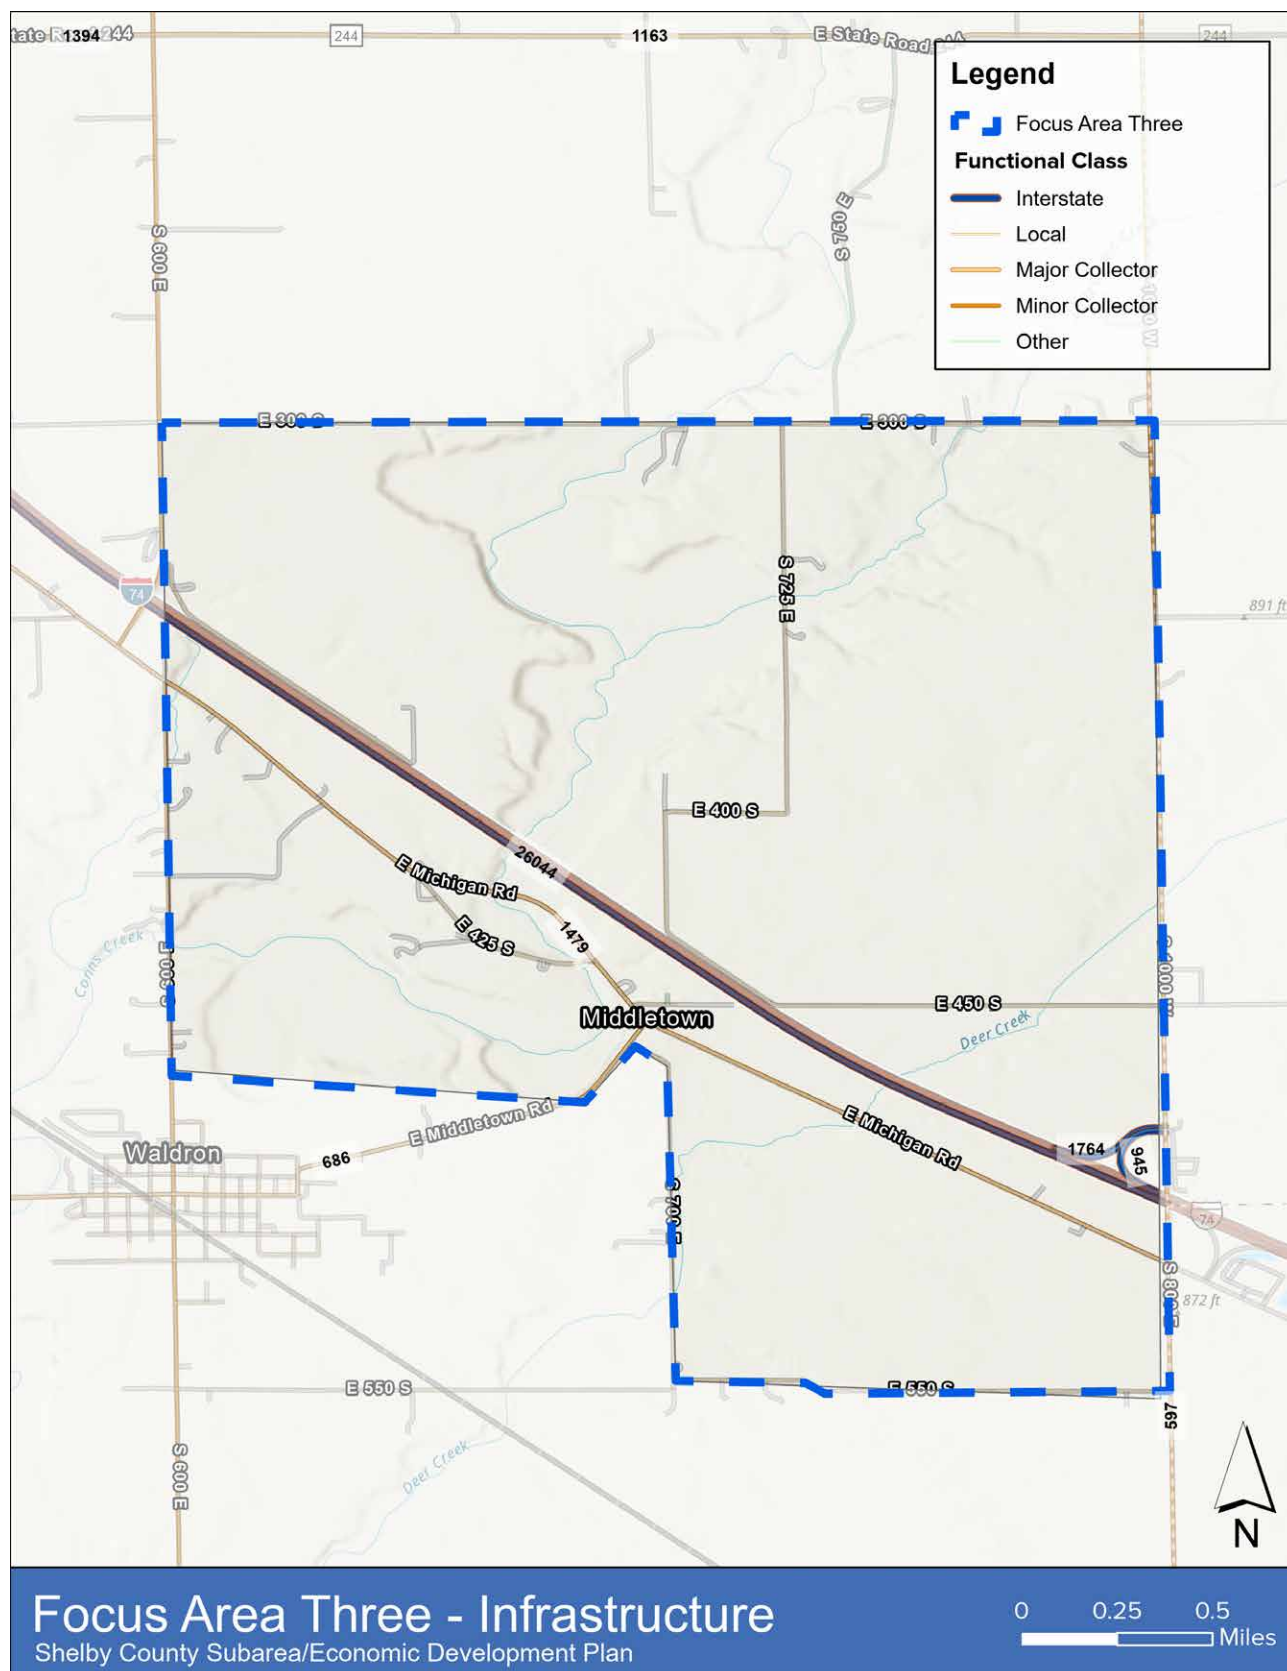 1394
244
1163
E State Road 244
244
Legend
Focus Area Three
Functional Class
Interstate
Local
Major Collector
Minor Collector
Other
S 600 E
S 750 E
E 300 S
E 300 S
74
S 725 E
891 ft
E 400 S
26044
E Michigan Rd
E 425 S
1479
Conns Creek
S 600 E
Middletown
E 450 S
Deer Creek
E Michigan Rd
1764
945
E Middletown Rd
686
Waldron
S 700 E
74
S 800 E
872 ft
E 550 S
E 550 S
597
S 600 E
Deer Creek
N
Focus Area Three - Infrastructure
Shelby County Subarea/Economic Development Plan
0 0.25 0.5
Miles